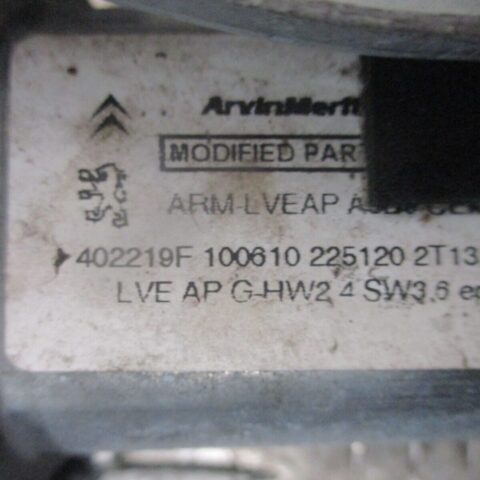 ArvinMerit
MODIFIED PART
ARM-LVEAP
402219F 100610 225120 2T13
LVE AP G-HW2.4 SW3.6